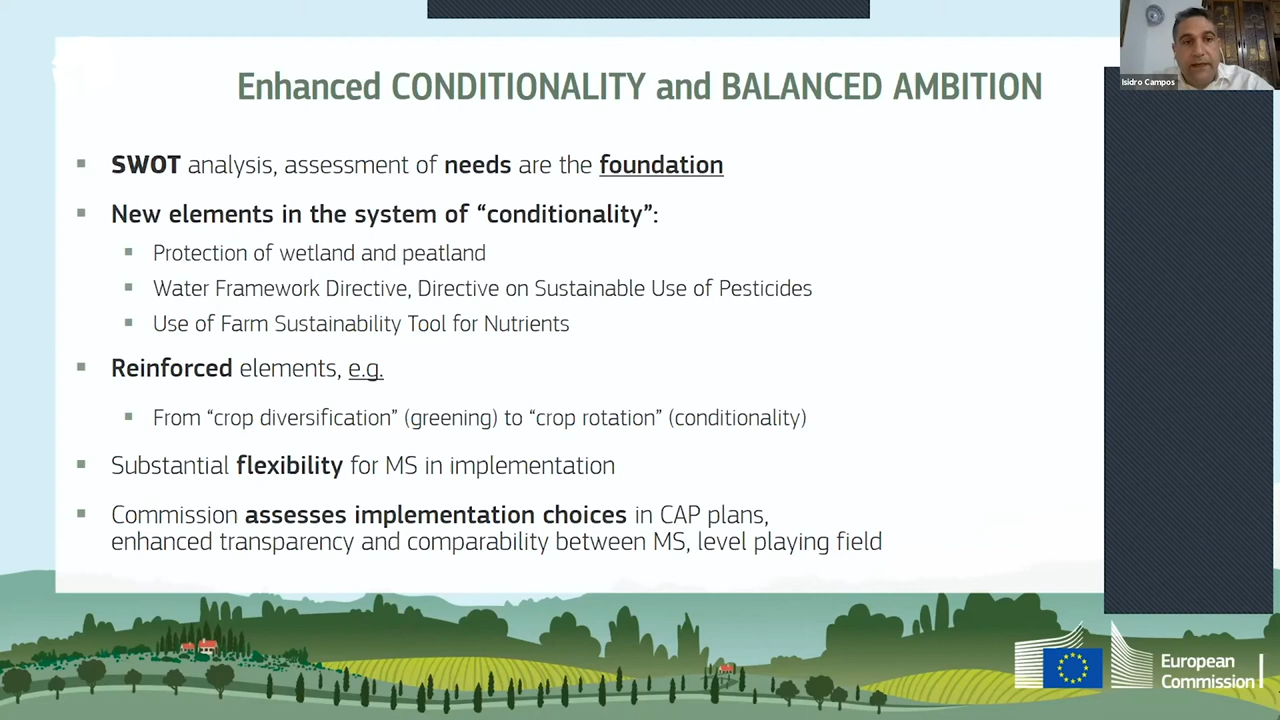 Isidro Campos
Enhanced CONDITIONALITY and BALANCED AMBITION
SWOT analysis, assessment of needs are the foundation
New elements in the system of “conditionality”:
Protection of wetland and peatland
Water Framework Directive, Directive on Sustainable Use of Pesticides
Use of Farm Sustainability Tool for Nutrients
Reinforced elements, e.g.
From “crop diversification” (greening) to “crop rotation” (conditionality)
Substantial flexibility for MS in implementation
Commission assesses implementation choices in CAP plans,
enhanced transparency and comparability between MS, level playing field
European
Commission